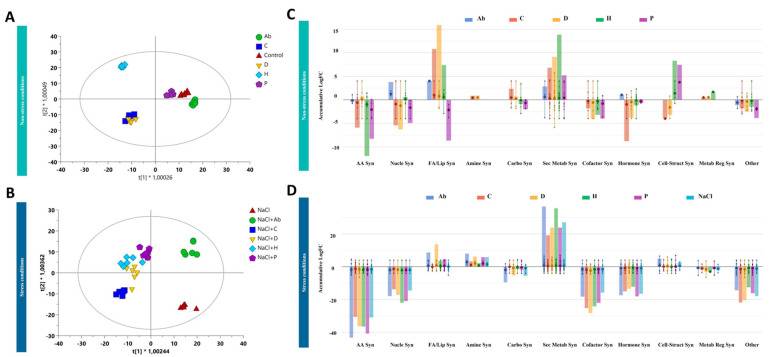 A
Non-stress conditions
t[2] * 1,00049
40
30
20
10
0
-10
-20
-30
-40
-40 -30 -20 -10 0 10 20 30 40
t[1] * 1,00026
Ab
C
Control
D
H
P
B
Stress conditions
t[2] * 1,00362
30
20
10
0
-10
-20
-30
-40 -30 -20 -10 0 10 20 30 40
t[1] * 1,00244
NaCl
NaCl+Ab
NaCl+C
NaCl+D
NaCl+H
NaCl+P
C
Non-stress conditions
Ab C D H P
Accumulative LogFC
15
10
5
0
-5
-10
AA Syn Nucle Syn FA/Lip Syn Amine Syn Carbo Syn Sec Metab Syn Cofactor Syn Hormone Syn Cell-Struct Syn Metab Reg Syn Other
D
Stress conditions
Ab C D H P NaCl
Accumulative LogFC
20
0
-20
-40
AA Syn Nucle Syn FA/Lip Syn Amine Syn Carbo Syn Sec Metab Syn Cofactor Syn Hormone Syn Cell-Struct Syn Metab Reg Syn Other